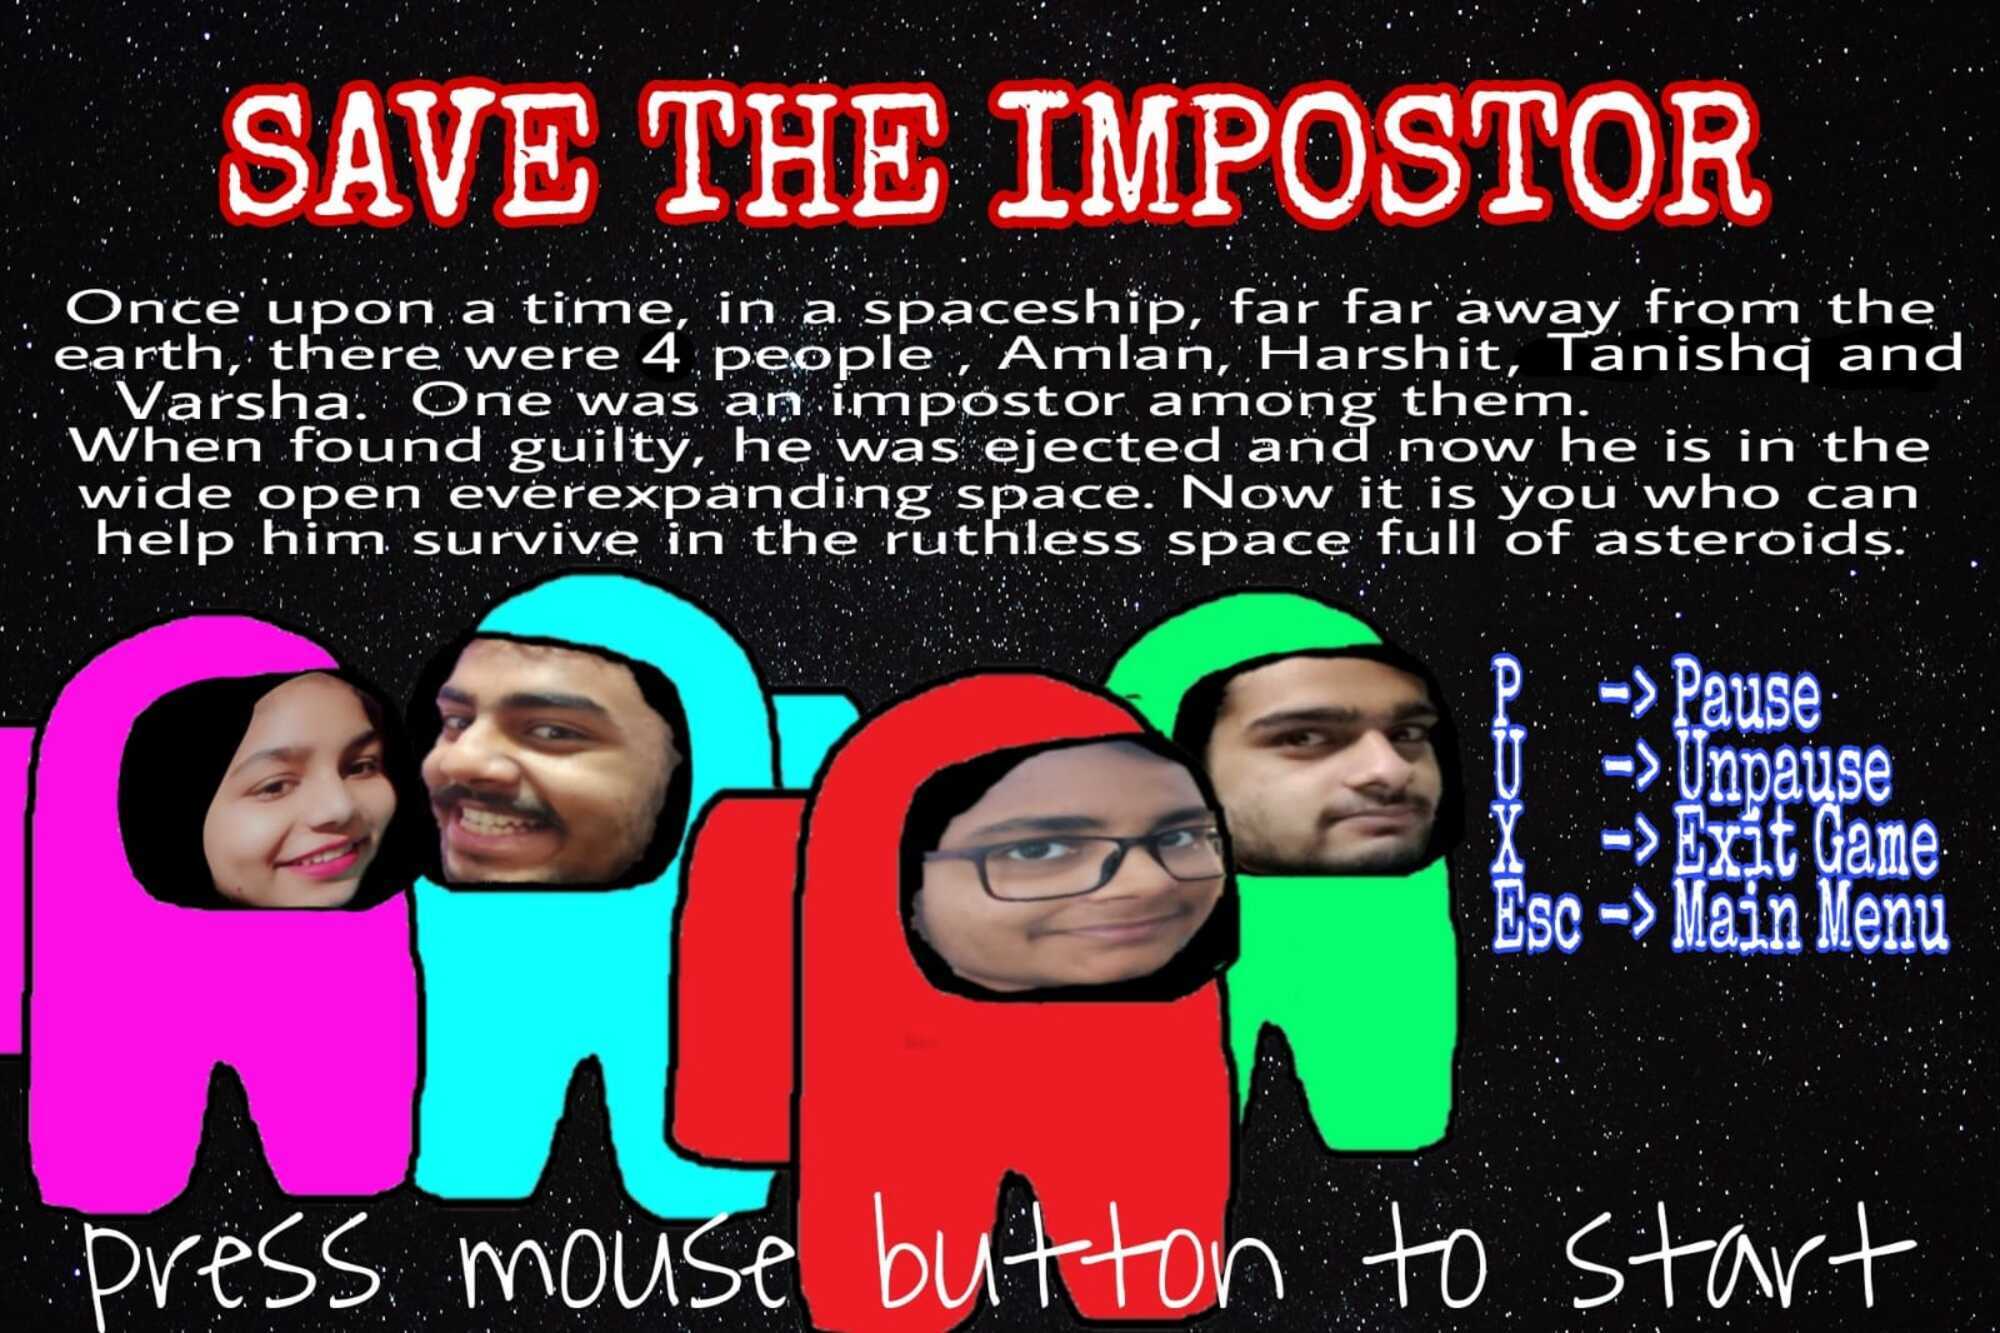 SAVE THE IMPOSTOR
Once upon a time, in a spaceship, far far away from the
earth, there were 4 people , Amlan, Harshit, Tanishq and
Varsha. One was an impostor among them.
When found guilty, he was ejected and now he is in the
wide open everexpanding space. Now it is you who can
help him survive in the ruthless space full of asteroids.
P -> Pause
U -> Unpause
X -> Exit Game
Esc -> Main Menu
press mouse button to start